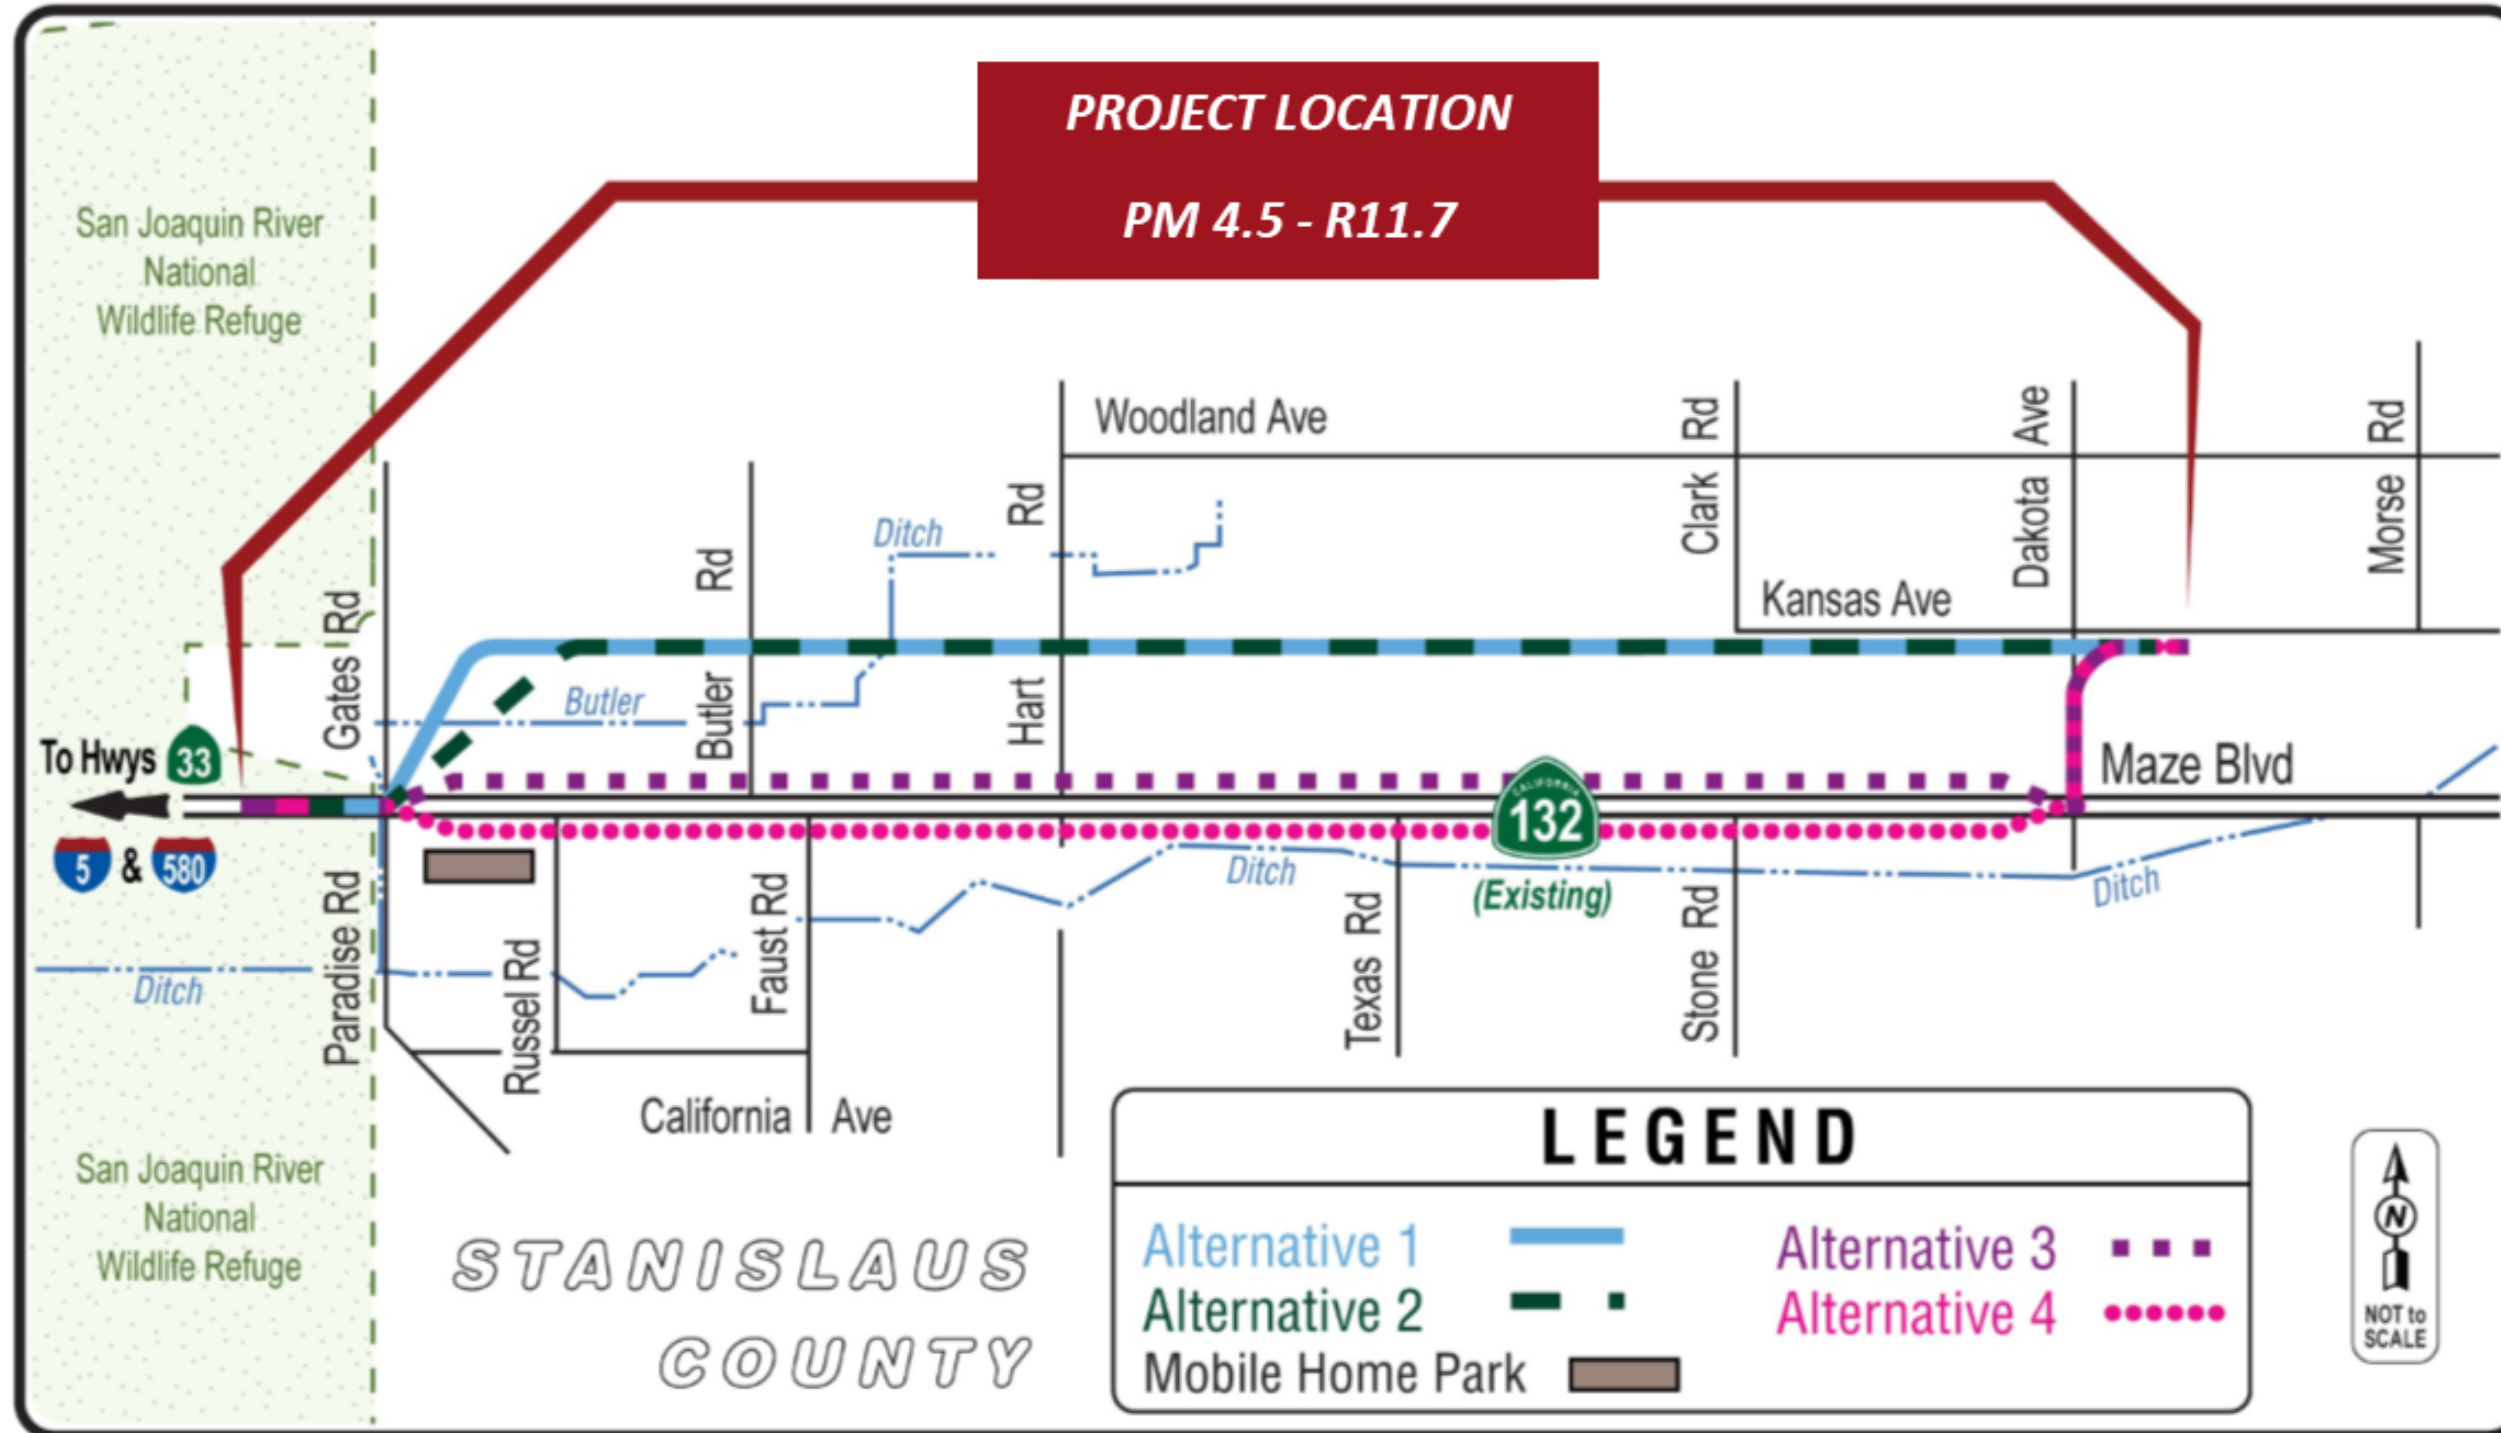 PROJECT LOCATION
PM 4.5 - R11.7
San Joaquin River
National
Wildlife Refuge
Woodland Ave
Clark Rd
Dakota Ave
Morse Rd
Kansas Ave
Ditch
Gates Rd
Butler Rd
Hart Rd
Butler
To Hwys 33
5 & 580
CALIFORNIA
132
(Existing)
Maze Blvd
Ditch
Ditch
Ditch
Paradise Rd
Russel Rd
Faust Rd
Texas Rd
Stone Rd
California Ave
San Joaquin River
National
Wildlife Refuge
STANISLAUS
COUNTY
LEGEND
Alternative 1
Alternative 2
Mobile Home Park
Alternative 3
Alternative 4
N
NOT to
SCALE